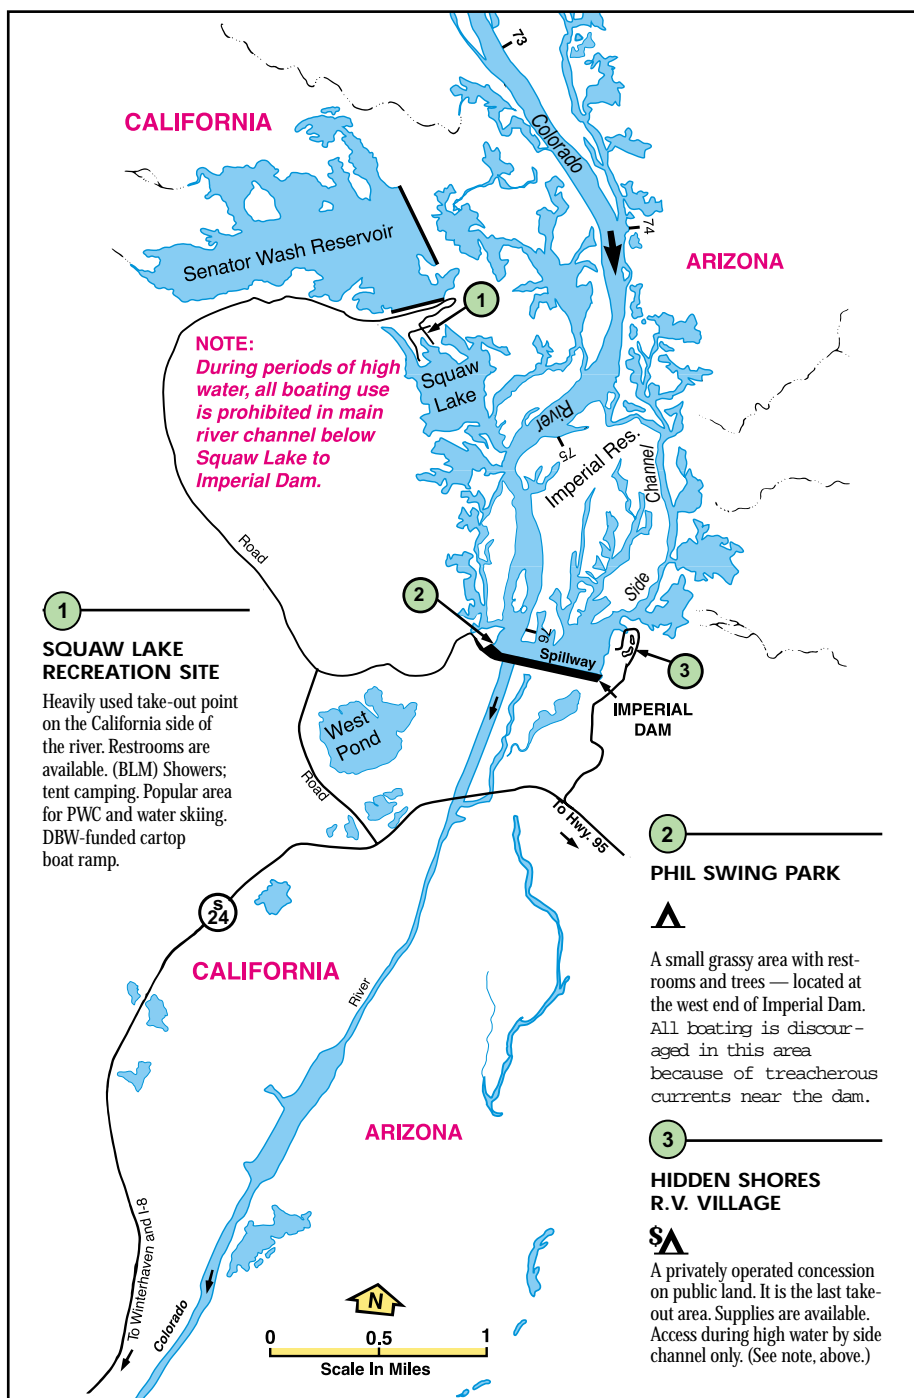 73
CALIFORNIA
Colorado
74
Senator Wash Reservoir
ARIZONA
1
NOTE:
During periods of high
water, all boating use
is prohibited in main
river channel below
Squaw Lake to
Imperial Dam.
Squaw
Lake
River
75
Imperial Res.
Channel
Road
Side
2
76
Spillway
3
IMPERIAL
DAM
1
SQUAW LAKE
RECREATION SITE
Heavily used take-out point
on the California side of
the river. Restrooms are
available. (BLM) Showers;
tent camping. Popular area
for PWC and water skiing.
DBW-funded cartop
boat ramp.
West
Pond
Road
To Hwy. 95
S
24
CALIFORNIA
River
ARIZONA
To Winterhaven and I-8
Colorado
N
0 0.5 1
Scale In Miles
2
PHIL SWING PARK
A small grassy area with rest-
rooms and trees — located at
the west end of Imperial Dam.
All boating is discour-
aged in this area
because of treacherous
currents near the dam.
3
HIDDEN SHORES
R.V. VILLAGE
$
A privately operated concession
on public land. It is the last take-
out area. Supplies are available.
Access during high water by side
channel only. (See note, above.)